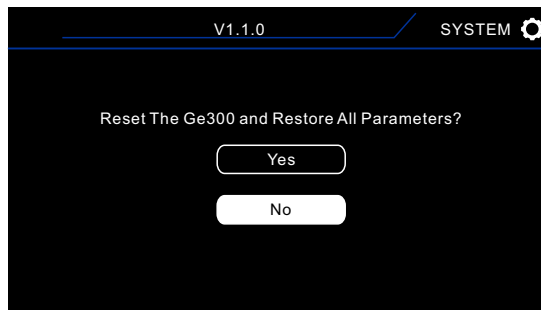 V1.1.0 SYSTEM
Reset The Ge300 and Restore All Parameters?
Yes
No